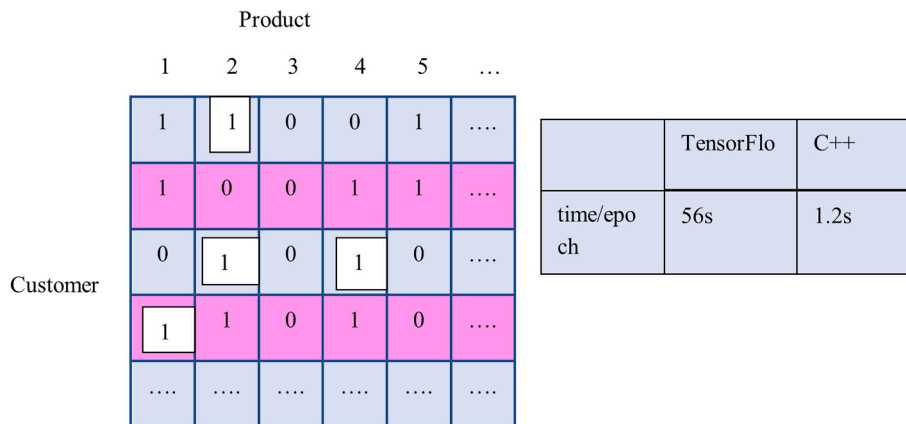 Product
1 2 3 4 5 …
1 1 0 0 1 ….
1 0 0 1 1 ….
0 1 0 1 0 ….
Customer
1 1 0 1 0 ….
…. …. …. …. …. ….
TensorFlo C++
time/epo 56s 1.2s
ch